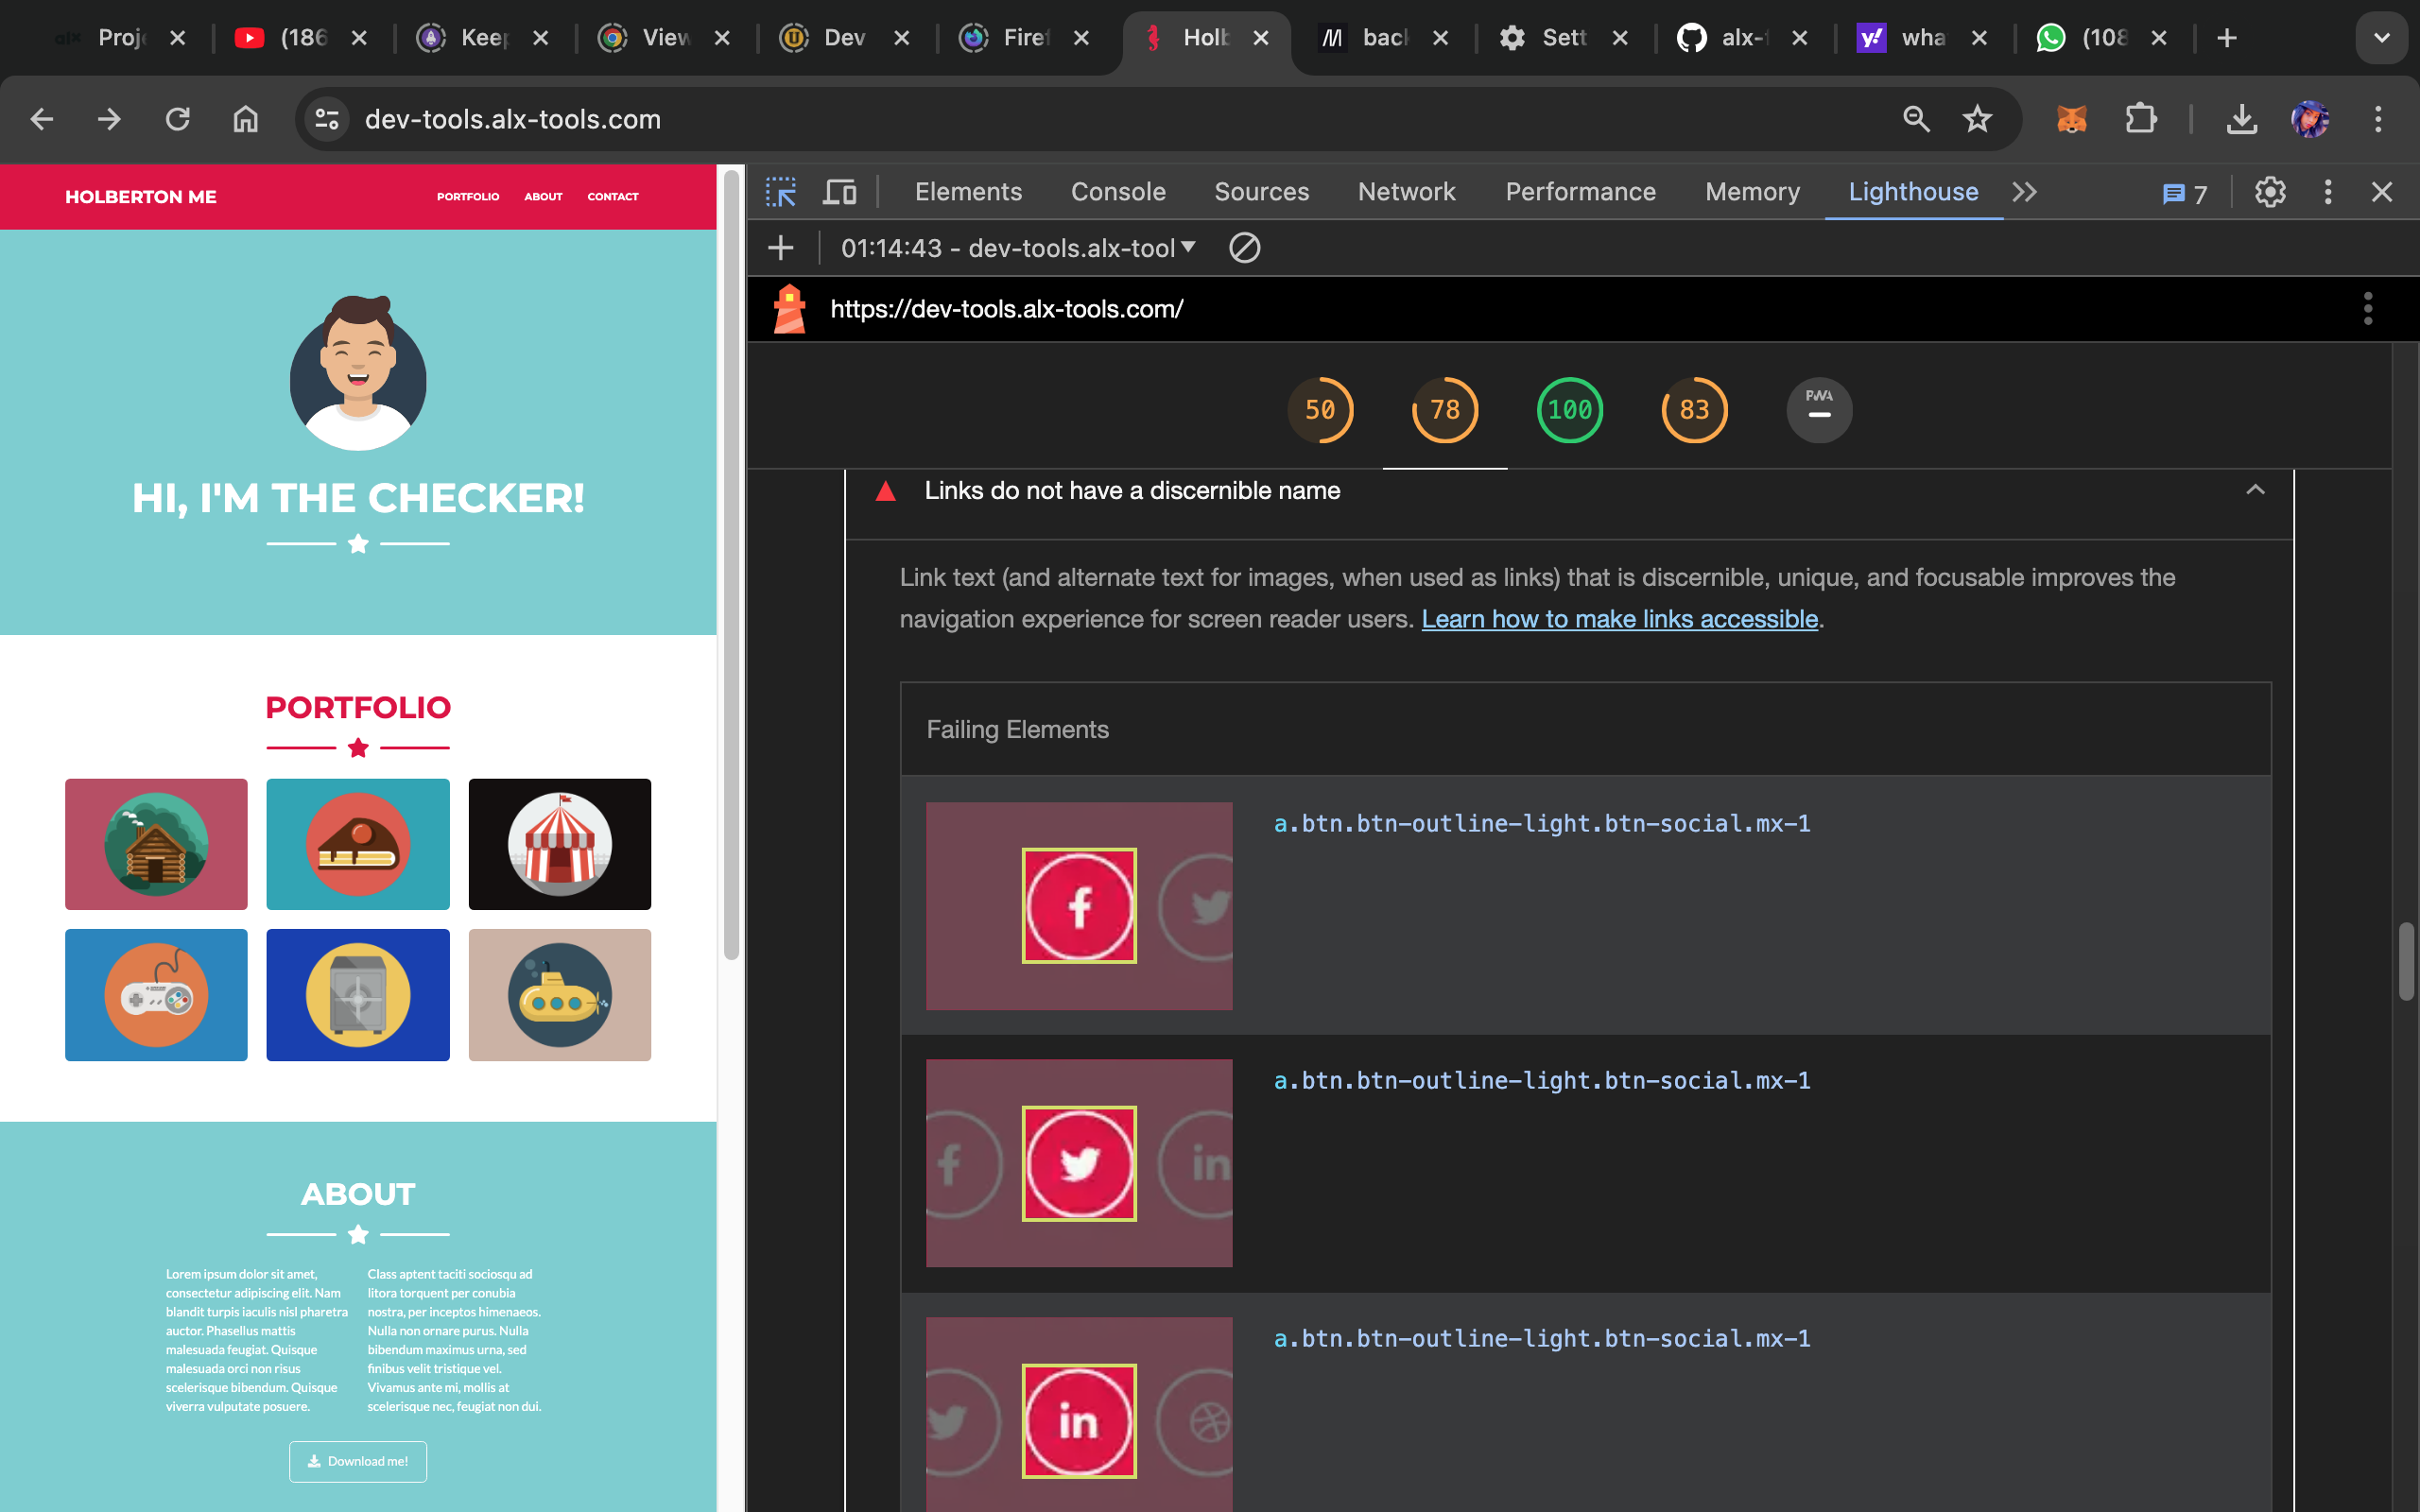 Proj
(186
Keep
View
Dev
Firef
Holb
back
Sett
alx-f
wha
(108
dev-tools.alx-tools.com
HOLBERTON ME
PORTFOLIO ABOUT CONTACT
HI, I'M THE CHECKER!
PORTFOLIO
ABOUT
Lorem ipsum dolor sit amet,
consectetur adipiscing elit. Nam
blandit turpis iaculis nisl pharetra
auctor. Phasellus mattis
malesuada feugiat. Quisque
malesuada orci non risus
scelerisque bibendum. Quisque
viverra vulputate posuere.
Class aptent taciti sociosqu ad
litora torquent per conubia
nostra, per inceptos himenaeos.
Nulla non ornare purus. Nulla
bibendum maximus urna, sed
finibus velit tristique vel.
Vivamus ante mi, mollis at
scelerisque nec, feugiat non dui.
Download me!
Elements Console Sources Network Performance Memory Lighthouse 7
01:14:43 - dev-tools.alx-tool
https://dev-tools.alx-tools.com/
50 78 100 83 PWA
Links do not have a discernible name
Link text (and alternate text for images, when used as links) that is discernible, unique, and focusable improves the
navigation experience for screen reader users. Learn how to make links accessible.
Failing Elements
a.btn.btn-outline-light.btn-social.mx-1
a.btn.btn-outline-light.btn-social.mx-1
a.btn.btn-outline-light.btn-social.mx-1